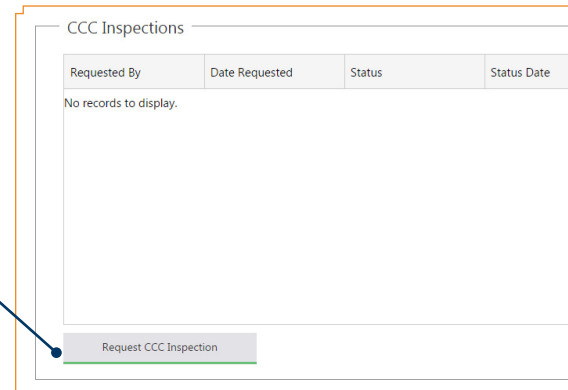 CCC Inspections
Requested By Date Requested Status Status Date
No records to display.
Request CCC Inspection